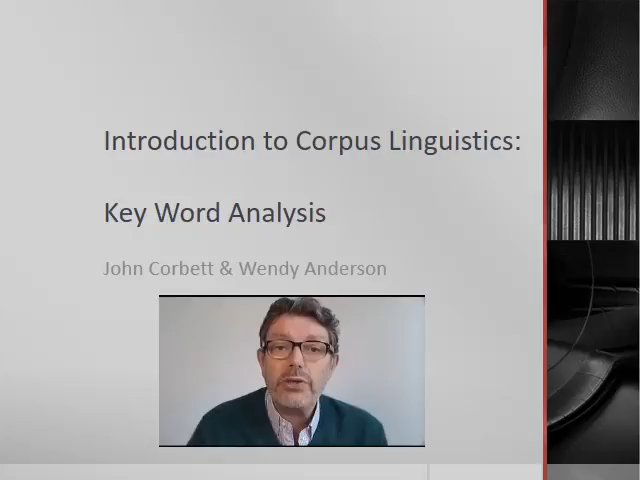 Introduction to Corpus Linguistics:
Key Word Analysis
John Corbett & Wendy Anderson